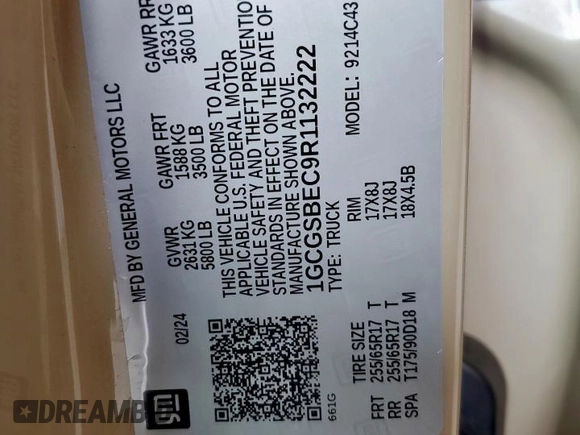 MFD BY GENERAL MOTORS LLC
02/24
GVWR GAWR FRT GAWR RR
2631 KG 1588 KG 1633 KG
5800 LB 3500 LB 3600 LB
THIS VEHICLE CONFORMS TO ALL
APPLICABLE U.S. FEDERAL MOTOR
VEHICLE SAFETY AND THEFT PREVENTION
STANDARDS IN EFFECT ON THE DATE OF
MANUFACTURE SHOWN ABOVE.
1GCGSBEC9R1132222
TYPE: TRUCK MODEL: 9214C43
661G
TIRE SIZE RIM
FRT 255/65R17 T 17X8J
RR 255/65R17 T 17X8J
SPA T175/90D18 M 18X4.5B
gm